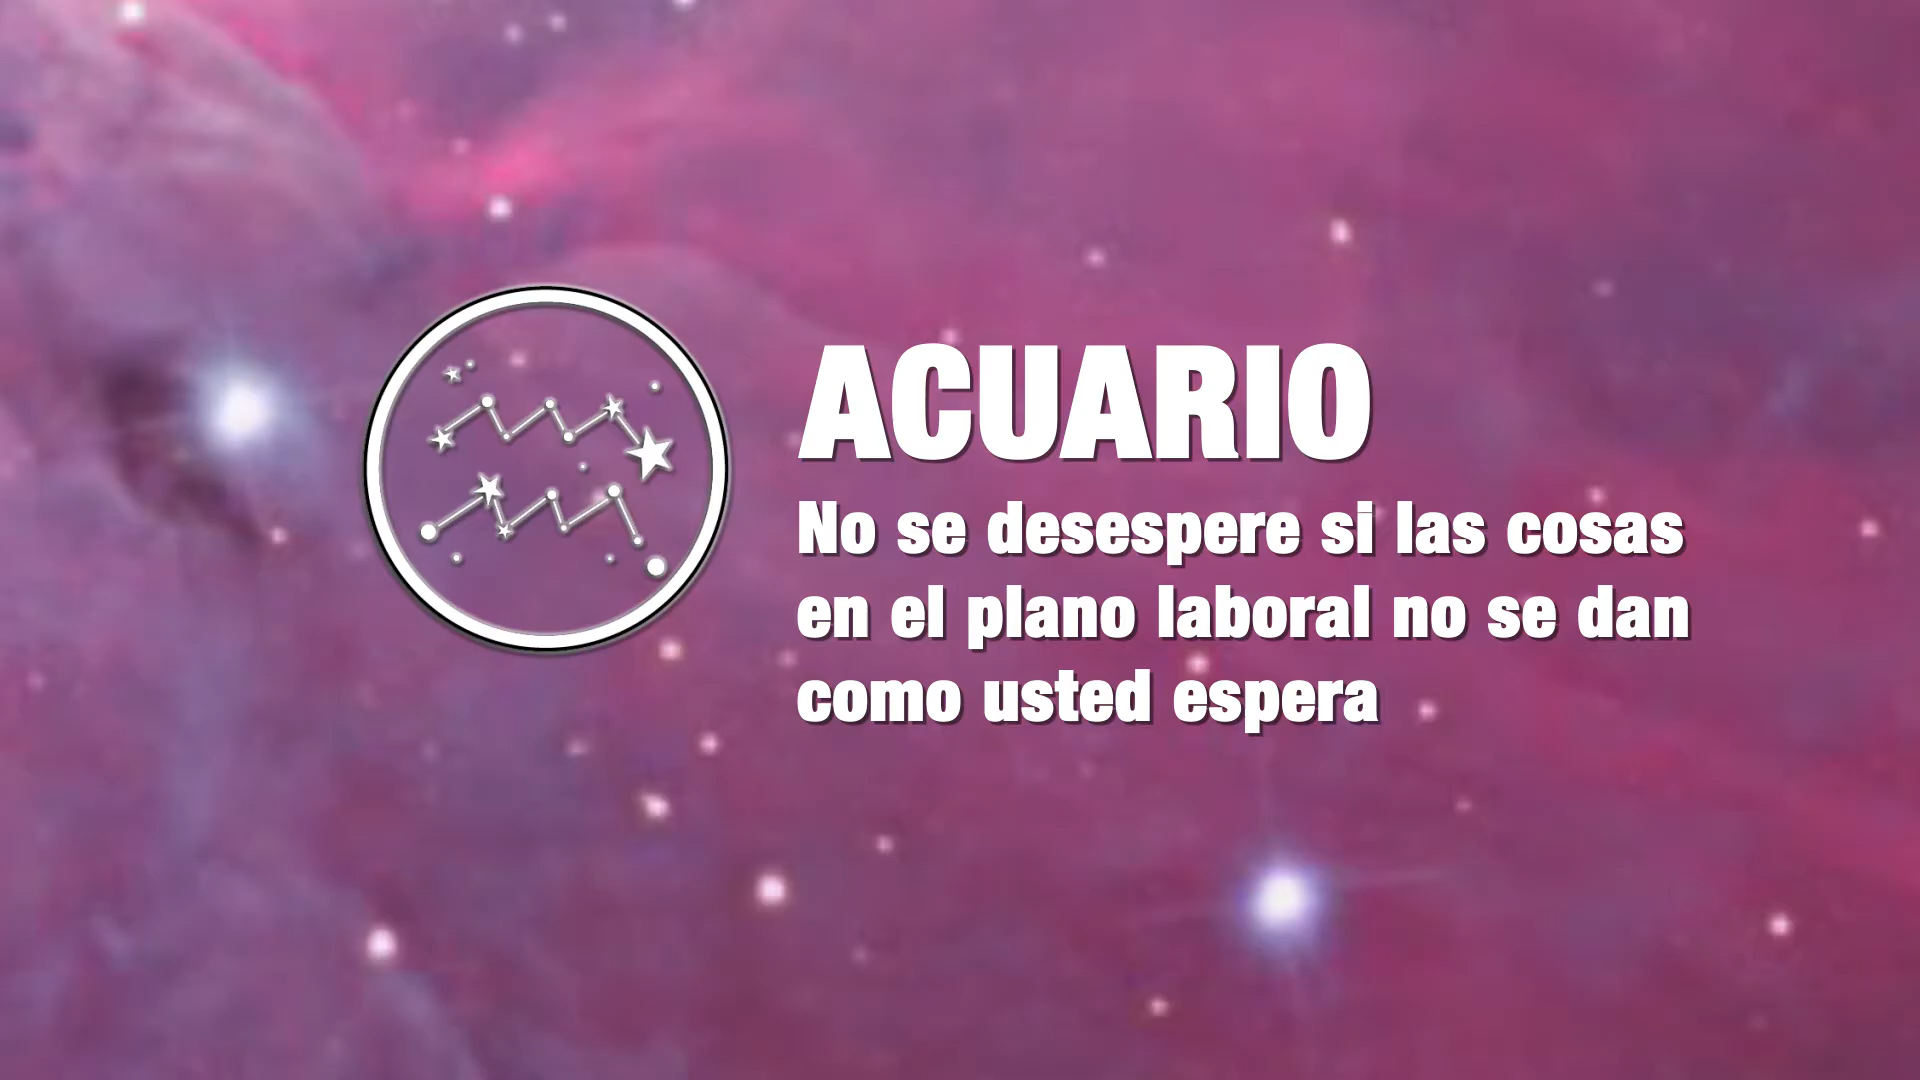 ACUARIO
No se desespere si las cosas
en el plano laboral no se dan
como usted espera